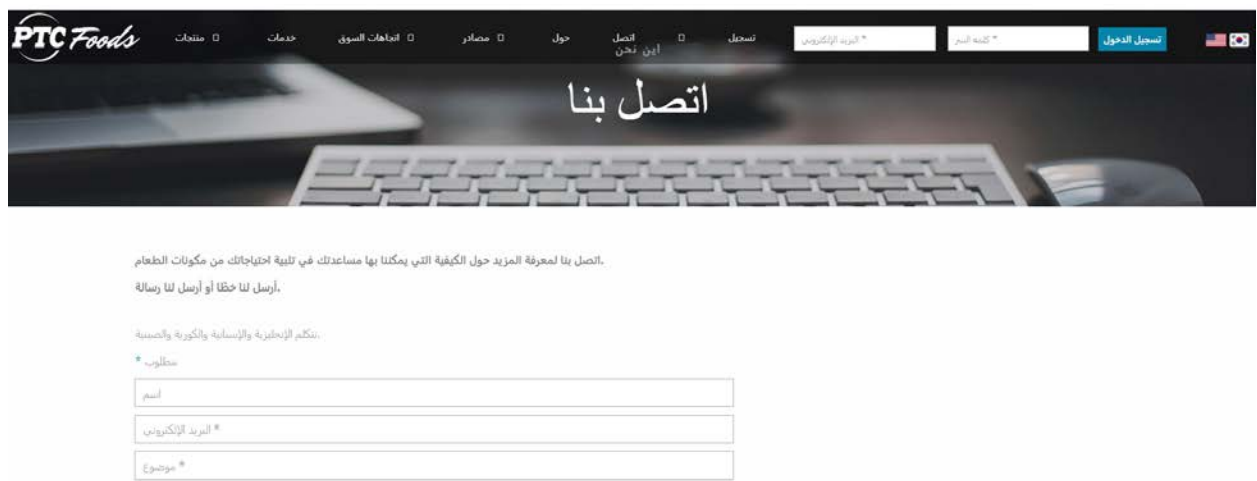 PTC Foods
منتجات
خدمات
اتجاهات السوق
مصادر
حول
اتصل
اين نحن
تسجيل
البريد الإلكتروني *
كلمه السر *
تسجيل الدخول
اتصل بنا
اتصل بنا لمعرفة المزيد حول الكيفية التي يمكننا بها مساعدتك في تلبية احتياجاتك من مكونات الطعام.
أرسل لنا خطًا أو أرسل لنا رسالة.
نتكلم الإنجليزية والإسبانية والكورية والصينية.
مطلوب *
اسم
البريد الإلكتروني *
موضوع *